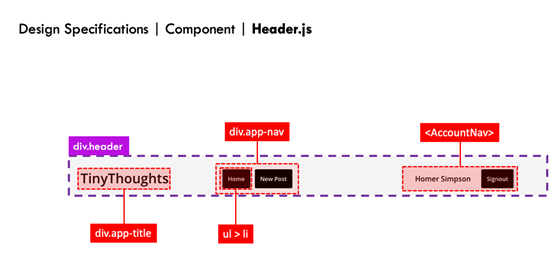 Design Specifications | Component | Header.js
div.app-nav
<AccountNav>
div.header
TinyThoughts
Home
New Post
Homer Simpson
Signout
div.app-title
ul > li